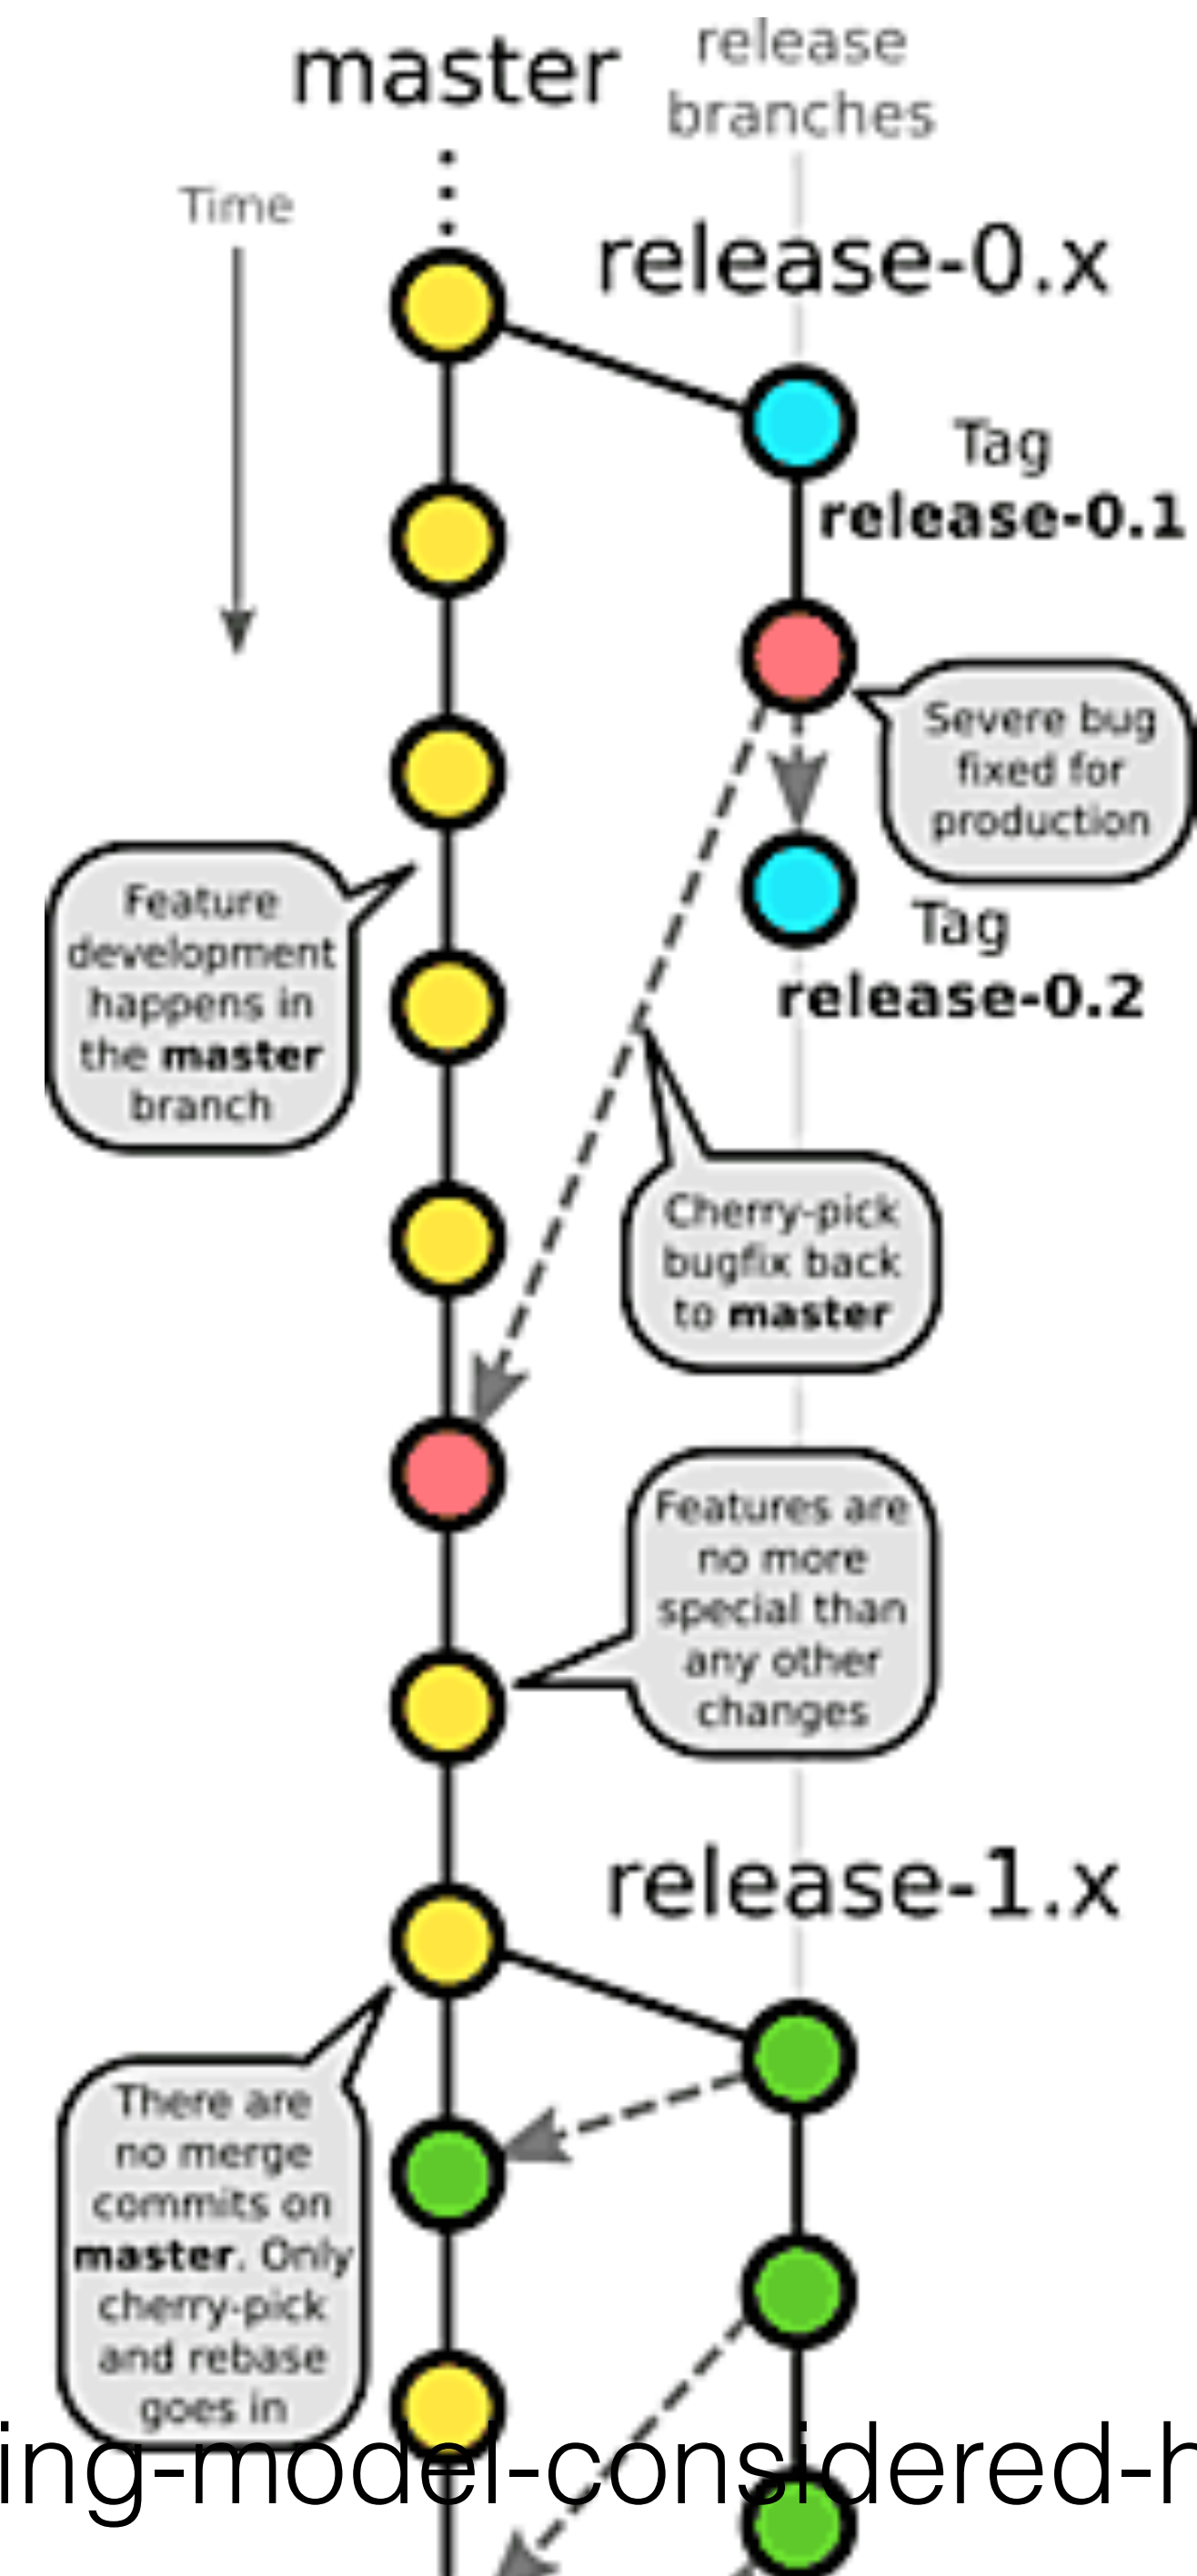 master
release
branches
Time
release-0.x
Tag
release-0.1
Severe bug
fixed for
production
Feature
development
happens in
the master
branch
Tag
release-0.2
Cherry-pick
bugfix back
to master
Features are
no more
special than
any other
changes
release-1.x
There are
no merge
commits on
master. Only
cherry-pick
and rebase
goes in
ing-model-considered-h